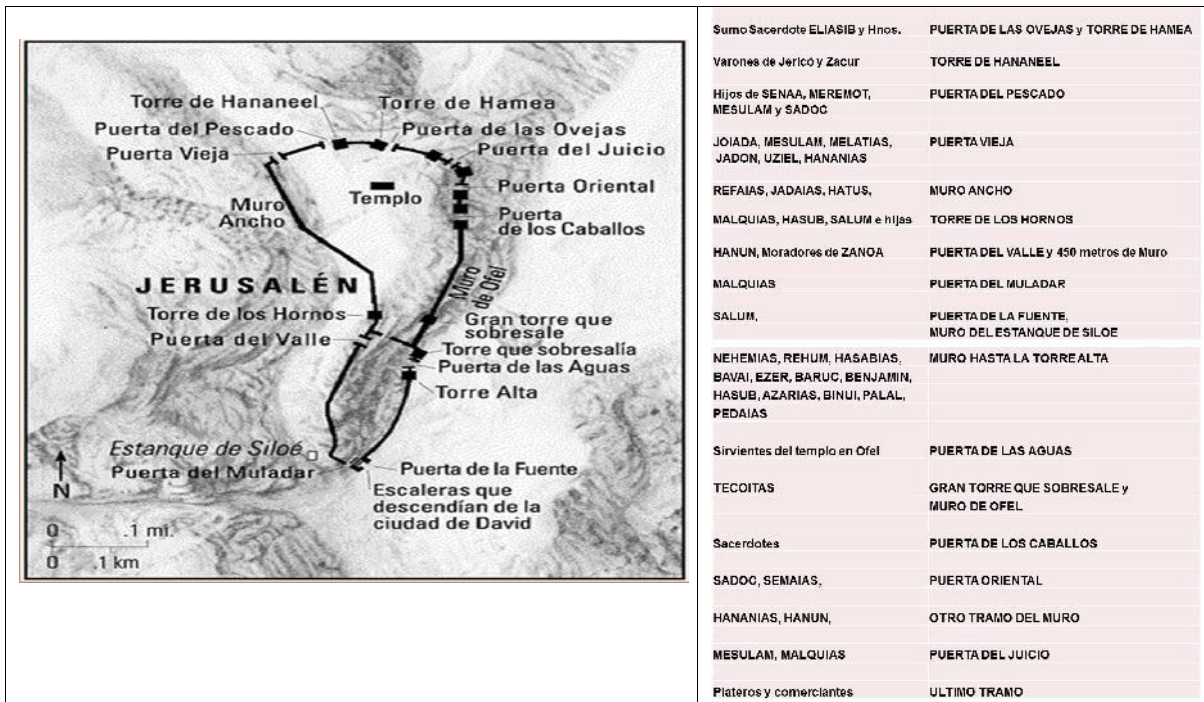 Torre de Hananeel
Torre de Hamea
Puerta del Pescado
Puerta de las Ovejas
Puerta Vieja
Puerta del Juicio
Puerta Oriental
Templo
Muro
Ancho
Puerta
de los Caballos
JERUSALÉN
Muro
de Ofel
Torre de los Hornos
Gran torre que
sobresale
Puerta del Valle
Torre que sobresalía
Puerta de las Aguas
Torre Alta
Estanque de Siloé
Puerta del Muladar
Puerta de la Fuente
Escaleras que
descendían de la
ciudad de David
N
0 .1 mi.
0 .1 km
Sumo Sacerdote ELIASIB y Hnos. PUERTA DE LAS OVEJAS y TORRE DE HAMEA
Varones de Jericó y Zacur TORRE DE HANANEEL
Hijos de SENAA, MEREMOT, PUERTA DEL PESCADO
MESULAM y SADOC
JOIADA, MESULAM, MELATIAS, PUERTA VIEJA
JADON, UZIEL, HANANIAS
REFAIAS, JADAIAS, HATUS, MURO ANCHO
MALQUIAS, HASUB, SALUM e hijas TORRE DE LOS HORNOS
HANUN, Moradores de ZANOA PUERTA DEL VALLE y 450 metros de Muro
MALQUIAS PUERTA DEL MULADAR
SALUM, PUERTA DE LA FUENTE,
MURO DEL ESTANQUE DE SILOE
NEHEMIAS, REHUM, HASABIAS, MURO HASTA LA TORRE ALTA
BAVAI, EZER, BARUC, BENJAMIN,
HASUB, AZARIAS, BINUI, PALAL,
PEDAIAS
Sirvientes del templo en Ofel PUERTA DE LAS AGUAS
TECOITAS GRAN TORRE QUE SOBRESALE y
MURO DE OFEL
Sacerdotes PUERTA DE LOS CABALLOS
SADOC, SEMAIAS, PUERTA ORIENTAL
HANANIAS, HANUN, OTRO TRAMO DEL MURO
MESULAM, MALQUIAS PUERTA DEL JUICIO
Plateros y comerciantes ULTIMO TRAMO